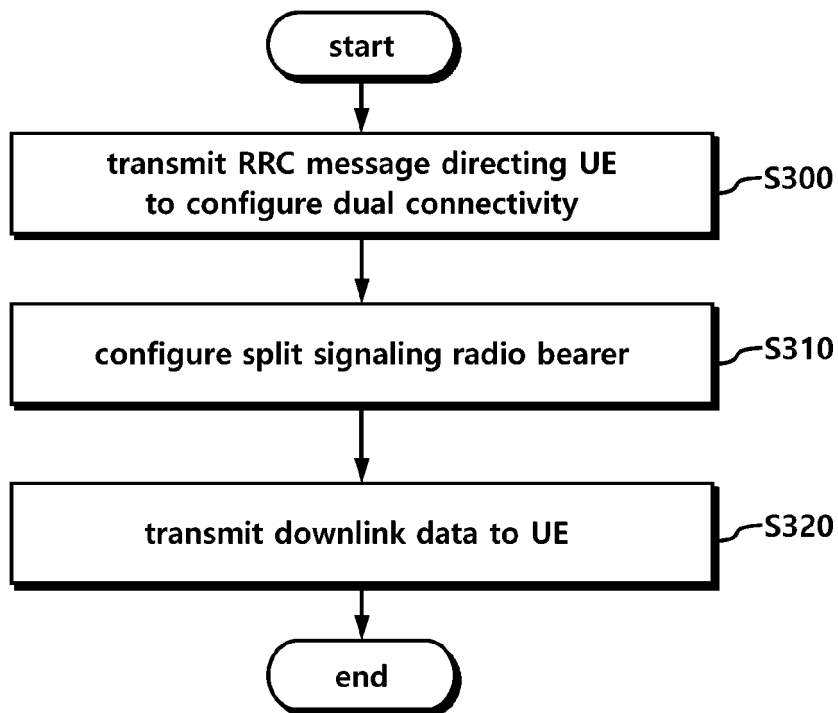 start
transmit RRC message directing UE
to configure dual connectivity
S300
configure split signaling radio bearer
S310
transmit downlink data to UE
S320
end